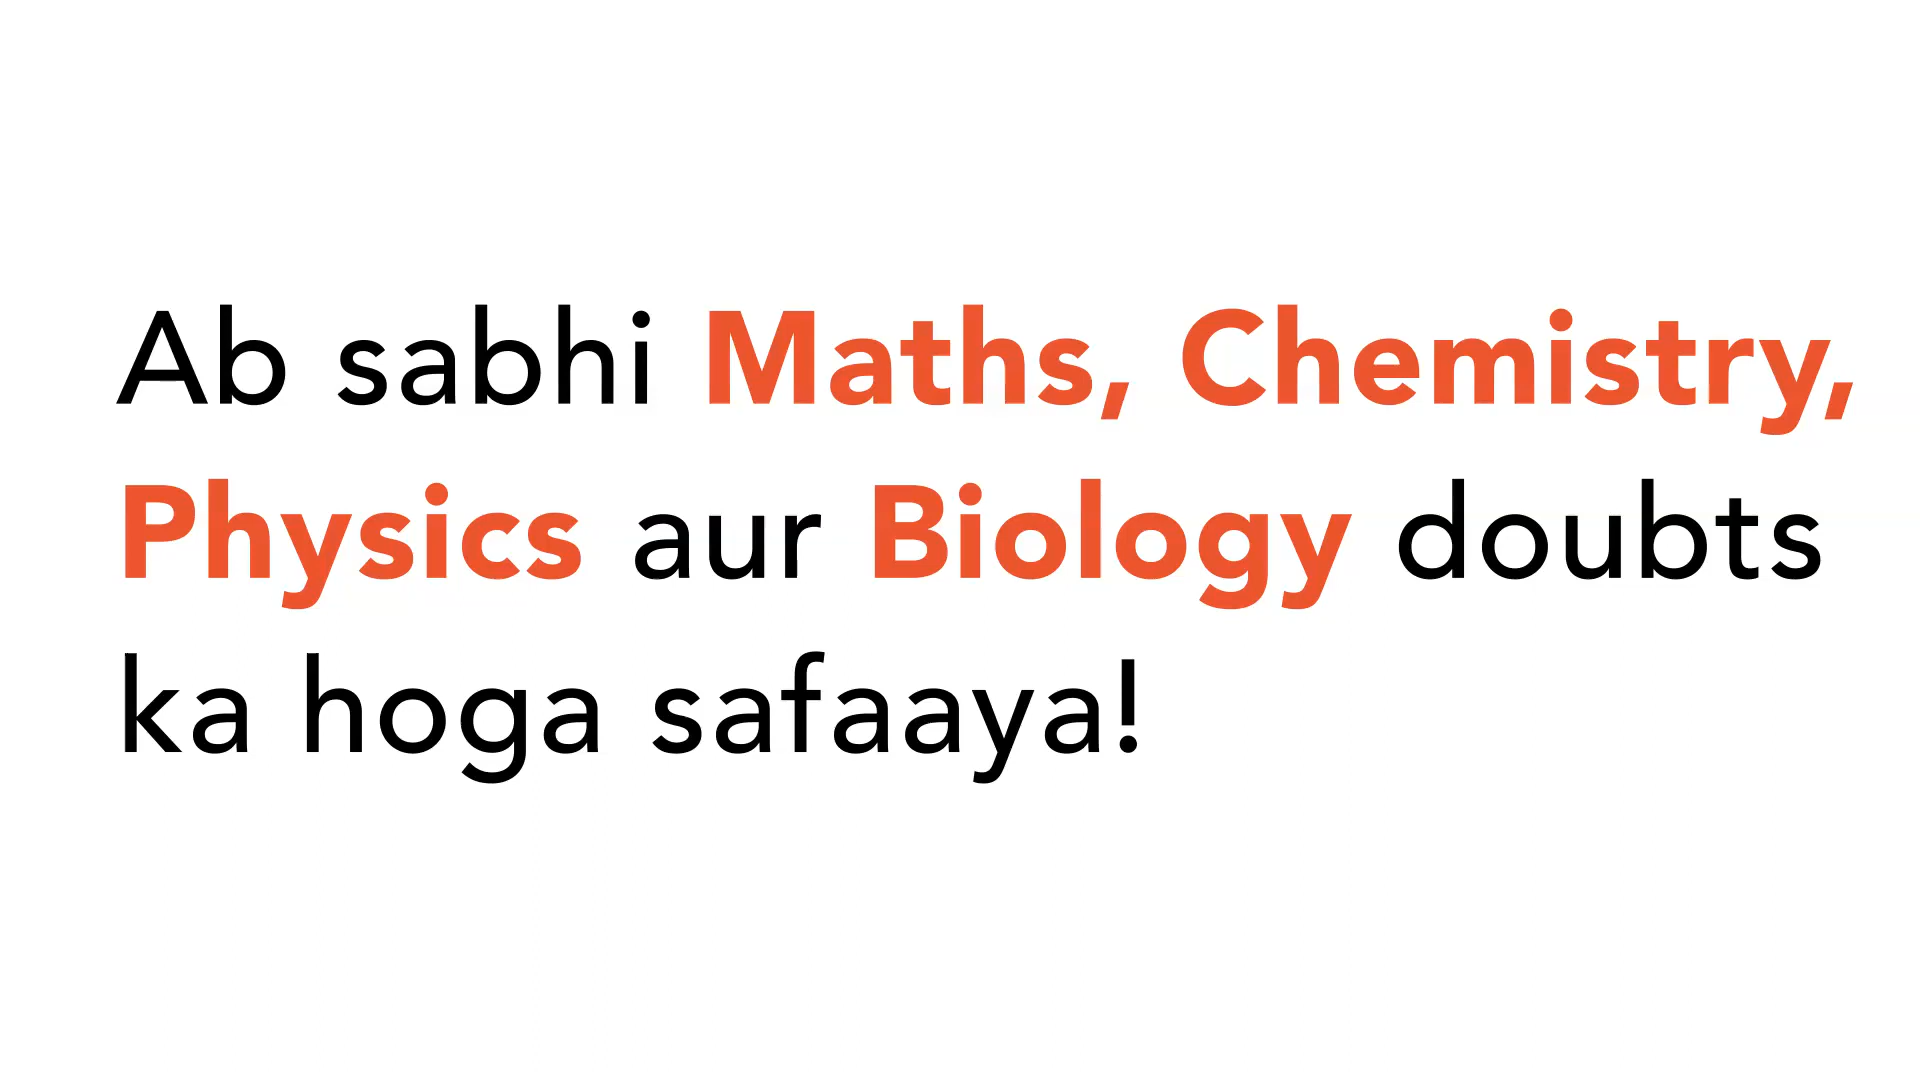 Ab sabhi Maths, Chemistry,
Physics aur Biology doubts
ka hoga safaaya!